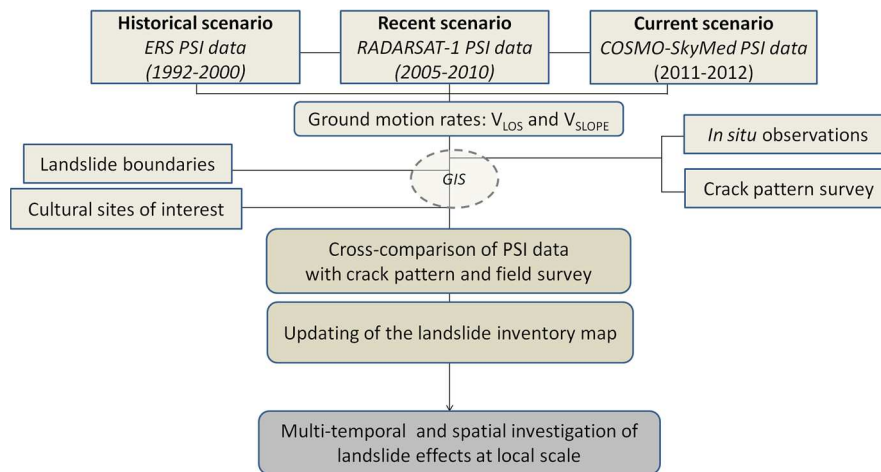 Historical scenario
ERS PSI data
(1992-2000)
Recent scenario
RADARSAT-1 PSI data
(2005-2010)
Current scenario
COSMO-SkyMed PSI data
(2011-2012)
Ground motion rates: VLOS and VSLOPE
In situ observations
Landslide boundaries
GIS
Crack pattern survey
Cultural sites of interest
Cross-comparison of PSI data
with crack pattern and field survey
Updating of the landslide inventory map
Multi-temporal and spatial investigation of
landslide effects at local scale